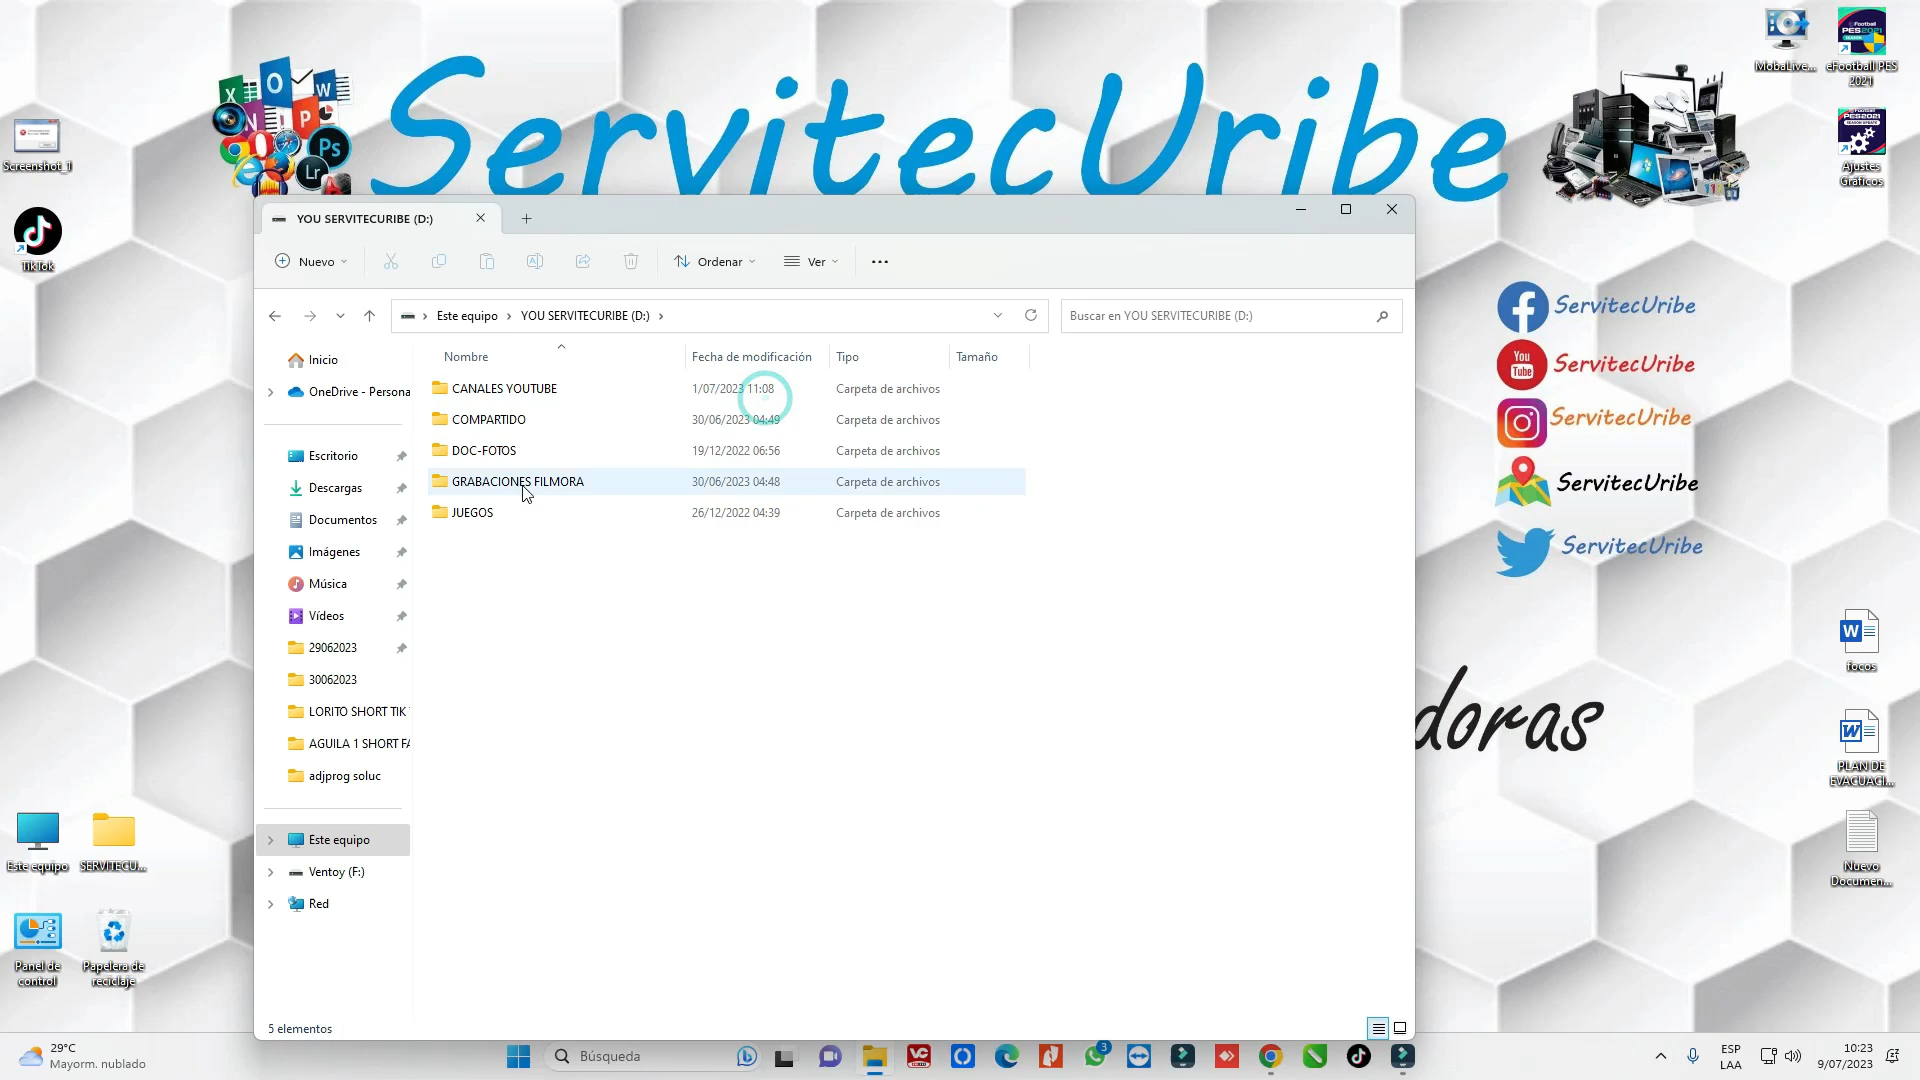 ServitecUribe
MobaLive...
eFootball PES
2021
Screenshot_1
TikTok
Ajustes
Gráficos
YOU SERVITECURIBE (D:)
Nuevo
Ordenar
Ver
Este equipo
YOU SERVITECURIBE (D:)
Buscar en YOU SERVITECURIBE (D:)
Inicio
OneDrive - Persona
Escritorio
Descargas
Documentos
Imágenes
Música
Vídeos
29062023
30062023
LORITO SHORT TIK
AGUILA 1 SHORT FA
adjprog soluc
Este equipo
Ventoy (F:)
Red
Nombre
Fecha de modificación
Tipo
Tamaño
CANALES YOUTUBE
1/07/2023 11:08
Carpeta de archivos
COMPARTIDO
30/06/2023 04:49
Carpeta de archivos
DOC-FOTOS
19/12/2022 06:56
Carpeta de archivos
GRABACIONES FILMORA
30/06/2023 04:48
Carpeta de archivos
JUEGOS
26/12/2022 04:39
Carpeta de archivos
5 elementos
ServitecUribe
You
Tube
ServitecUribe
ServitecUribe
ServitecUribe
ServitecUribe
doras
focos
PLAN DE
EVACUACI...
Nuevo
Documen...
Este equipo
SERVITECU...
Panel de
control
Papelera de
reciclaje
29°C
Mayorm. nublado
Búsqueda
3
ESP
LAA
10:23
9/07/2023